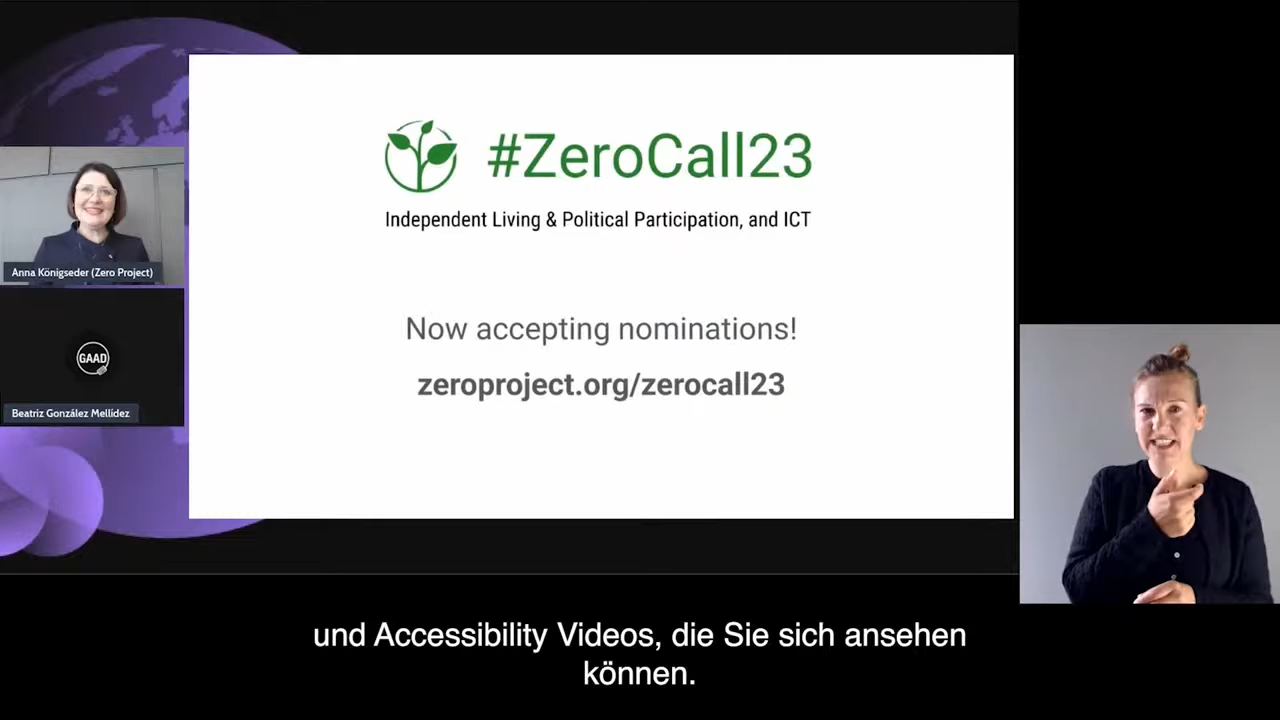 #ZeroCall23
Independent Living & Political Participation, and ICT
Now accepting nominations!
zeroproject.org/zerocall23
Anna Königseder (Zero Project)
GAAD
Beatriz González Mellídez
und Accessibility Videos, die Sie sich ansehen
können.